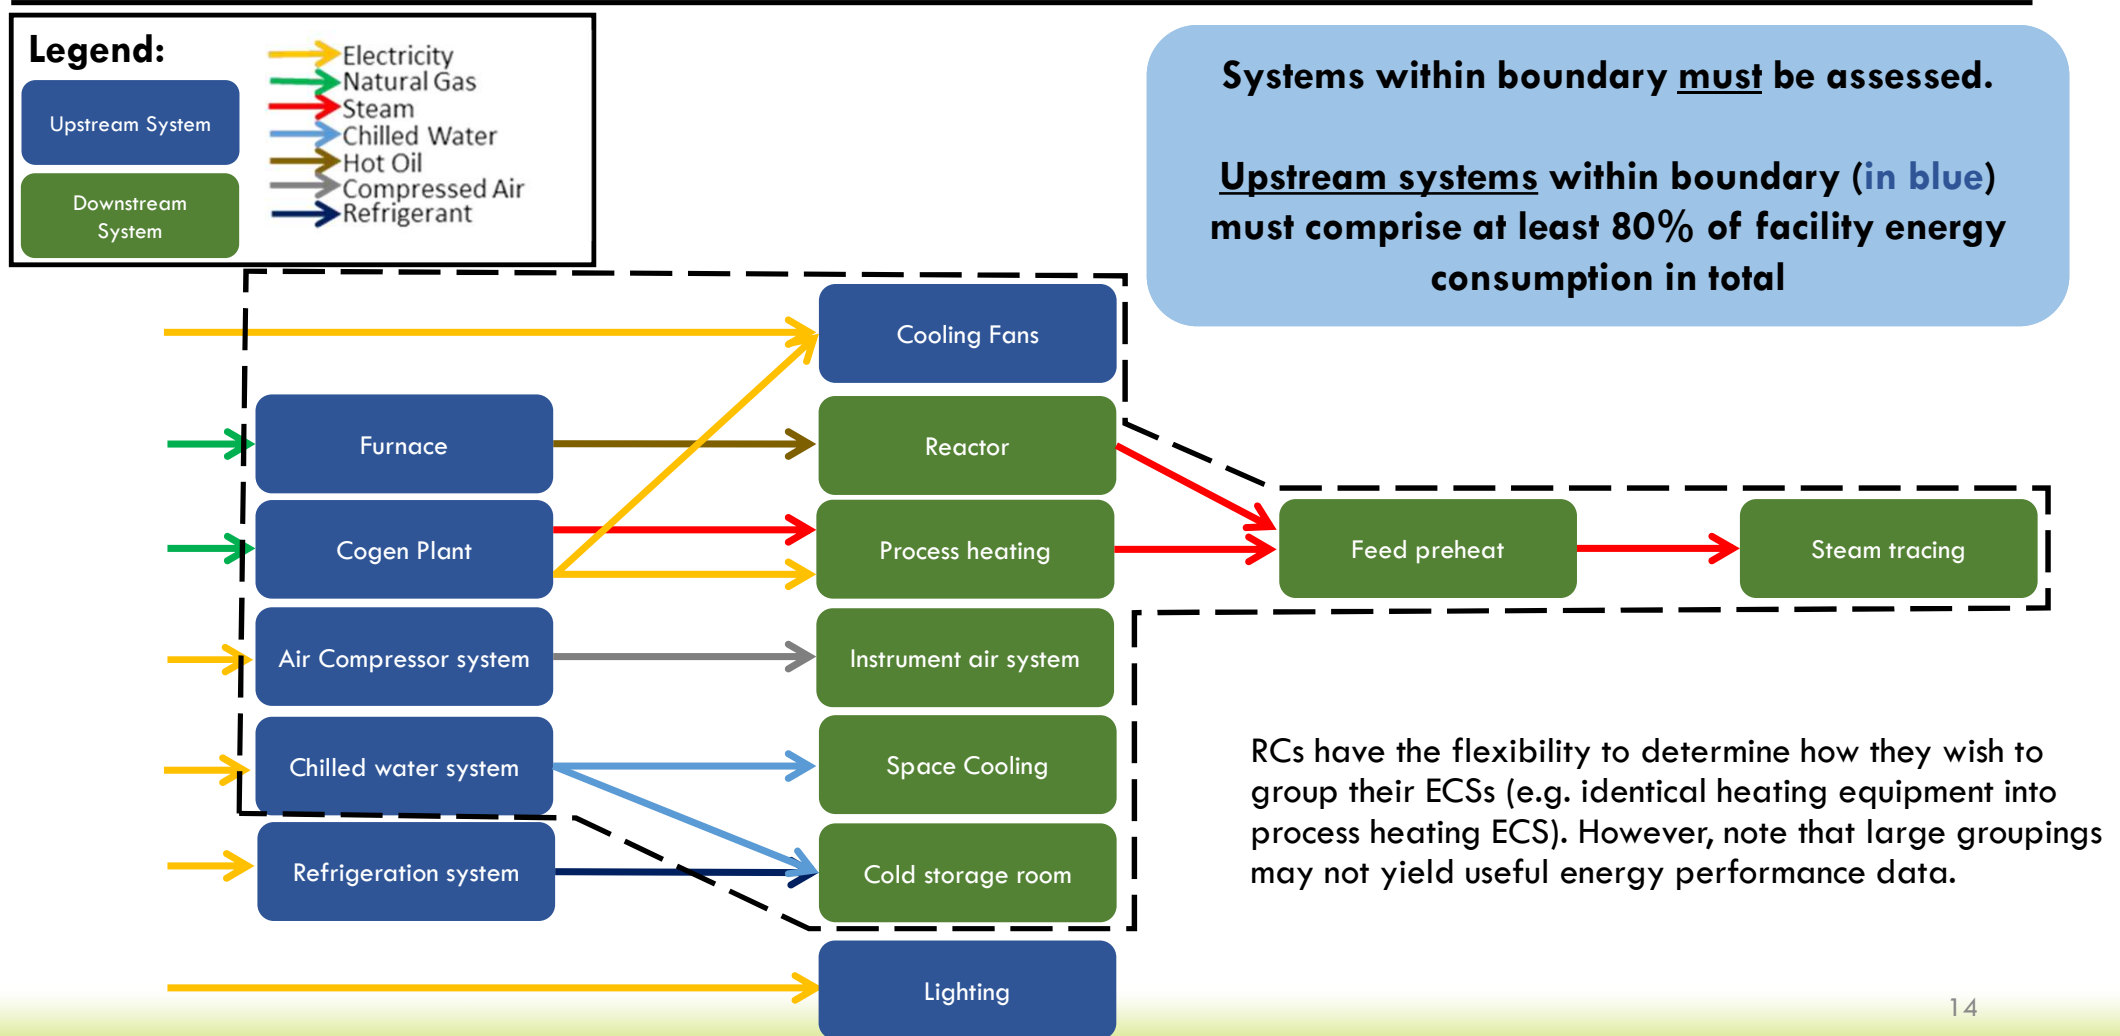 Legend:
Upstream System
Downstream
System
Electricity
Natural Gas
Steam
Chilled Water
Hot Oil
Compressed Air
Refrigerant
Systems within boundary must be assessed.
Upstream systems within boundary (in blue)
must comprise at least 80% of facility energy
consumption in total
Cooling Fans
Furnace
Reactor
Cogen Plant
Process heating
Feed preheat
Steam tracing
Air Compressor system
Instrument air system
Chilled water system
Space Cooling
Refrigeration system
Cold storage room
Lighting
RCs have the flexibility to determine how they wish to
group their ECSs (e.g. identical heating equipment into
process heating ECS). However, note that large groupings
may not yield useful energy performance data.
14